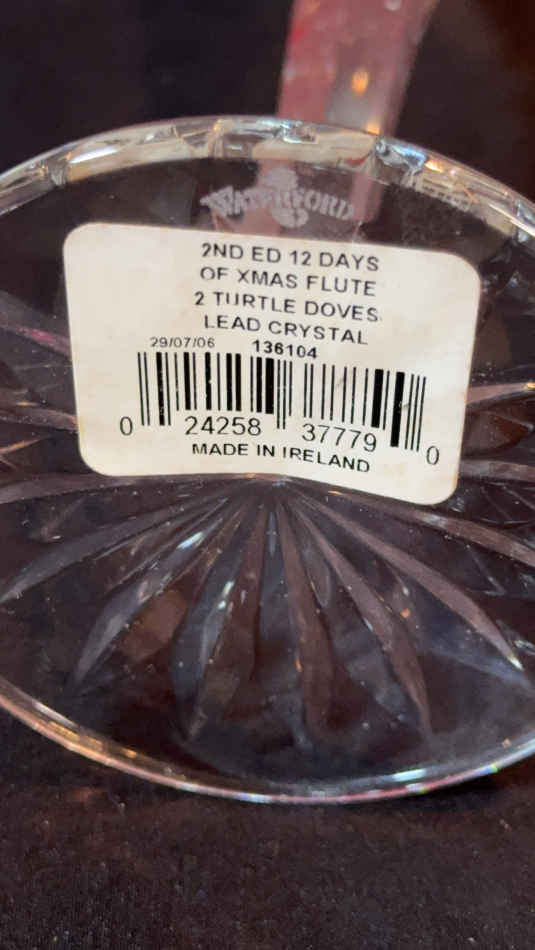 WATERFORD
2ND ED 12 DAYS
OF XMAS FLUTE
2 TURTLE DOVES
LEAD CRYSTAL
29/07/06 136104
0 24258 37779 0
MADE IN IRELAND